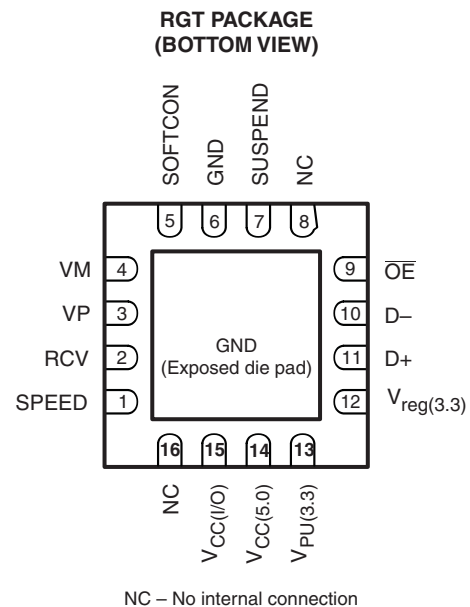 RGT PACKAGE
(BOTTOM VIEW)
SOFTCON
GND
SUSPEND
NC
5
6
7
8
VM 4
9 OE
VP 3
10 D–
RCV 2
11 D+
SPEED 1
12 Vreg(3.3)
GND
(Exposed die pad)
16
15
14
13
NC
VCC(I/O)
VCC(5.0)
VPU(3.3)
NC – No internal connection